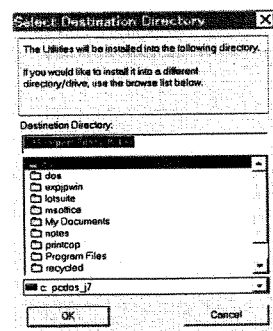 Select Destination Directory
The Utilities will be installed into the following directory.
If you would like to install it into a different
directory/drive, use the browse list below.
Destination Directory:
dos
expjpwin
lotsuite
msoffice
My Documents
notes
printcop
Program Files
recycled
c: pcdos_j7
OK Cancel